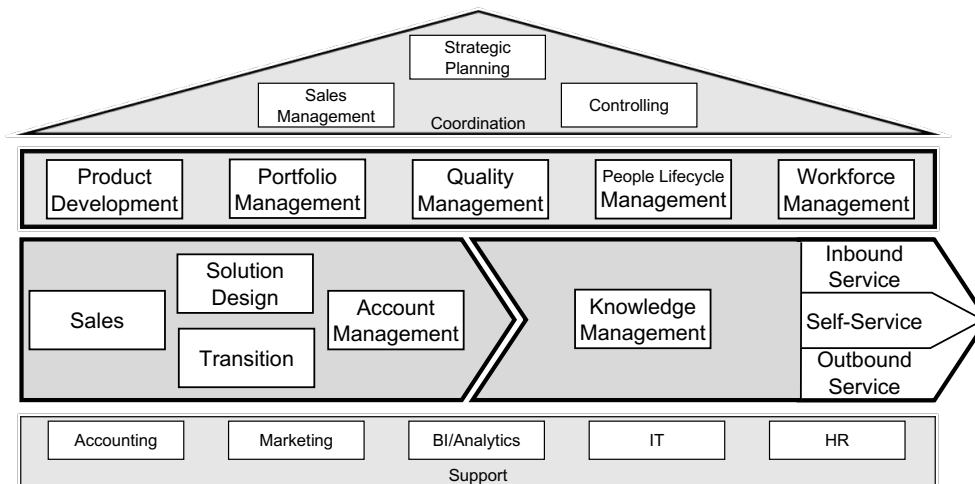 Strategic
Planning
Sales
Management
Controlling
Coordination
Product
Development
Portfolio
Management
Quality
Management
People Lifecycle
Management
Workforce
Management
Sales
Solution
Design
Transition
Account
Management
Knowledge
Management
Inbound
Service
Self-Service
Outbound
Service
Accounting
Marketing
BI/Analytics
IT
HR
Support